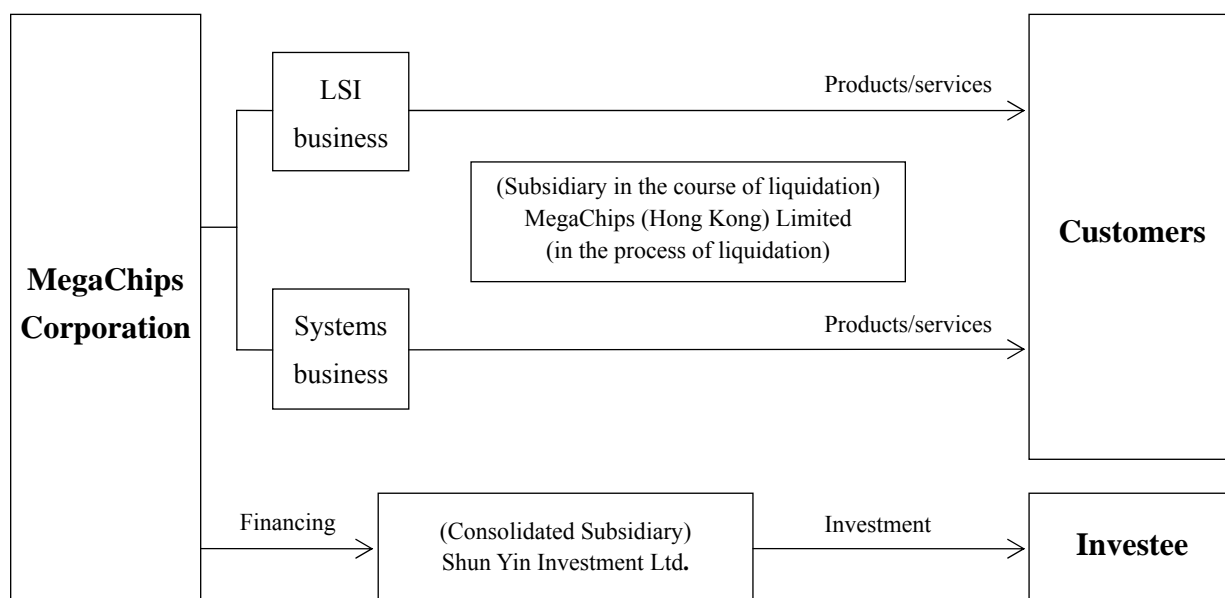 MegaChips
Corporation
LSI
business
Products/services
(Subsidiary in the course of liquidation)
MegaChips (Hong Kong) Limited
(in the process of liquidation)
Customers
Systems
business
Products/services
Financing
(Consolidated Subsidiary)
Shun Yin Investment Ltd.
Investment
Investee